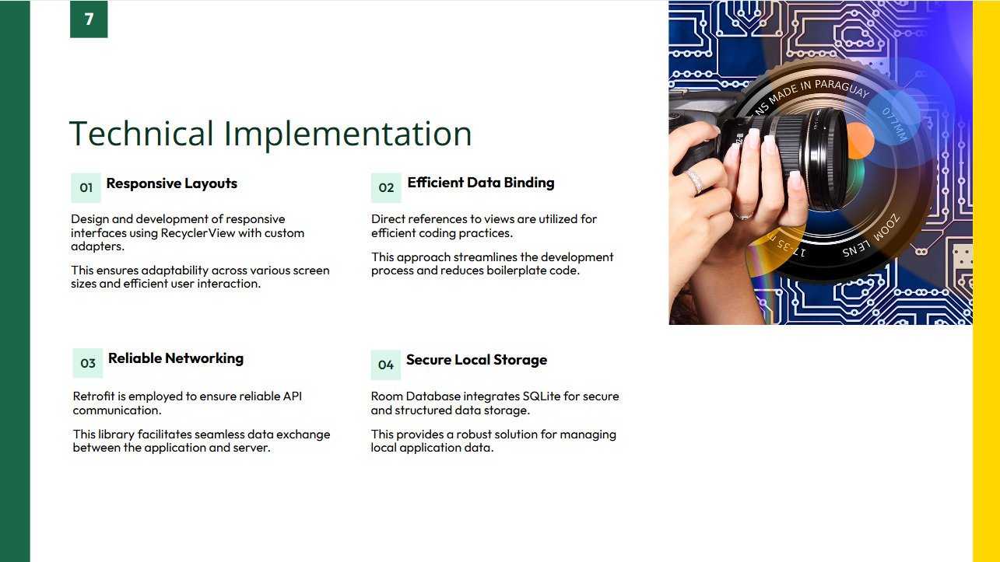 7
Technical Implementation
01 Responsive Layouts
Design and development of responsive
interfaces using RecyclerView with custom
adapters.
This ensures adaptability across various screen
sizes and efficient user interaction.
02 Efficient Data Binding
Direct references to views are utilized for
efficient coding practices.
This approach streamlines the development
process and reduces boilerplate code.
03 Reliable Networking
Retrofit is employed to ensure reliable API
communication.
This library facilitates seamless data exchange
between the application and server.
04 Secure Local Storage
Room Database integrates SQLite for secure
and structured data storage.
This provides a robust solution for managing
local application data.
MADE IN PARAGUAY
077MM
ZOOM LENS
17-35 m